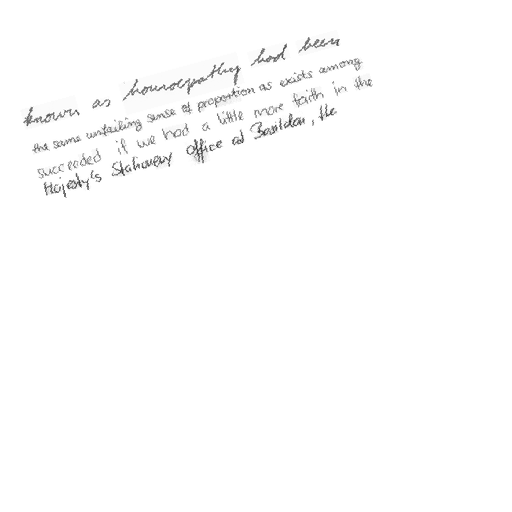 known as homoeopathy had been
the same unfailing sense of proportion as exists among
succeeded if we had a little more faith in the
Majesty's Stationery Office at Basildon, the